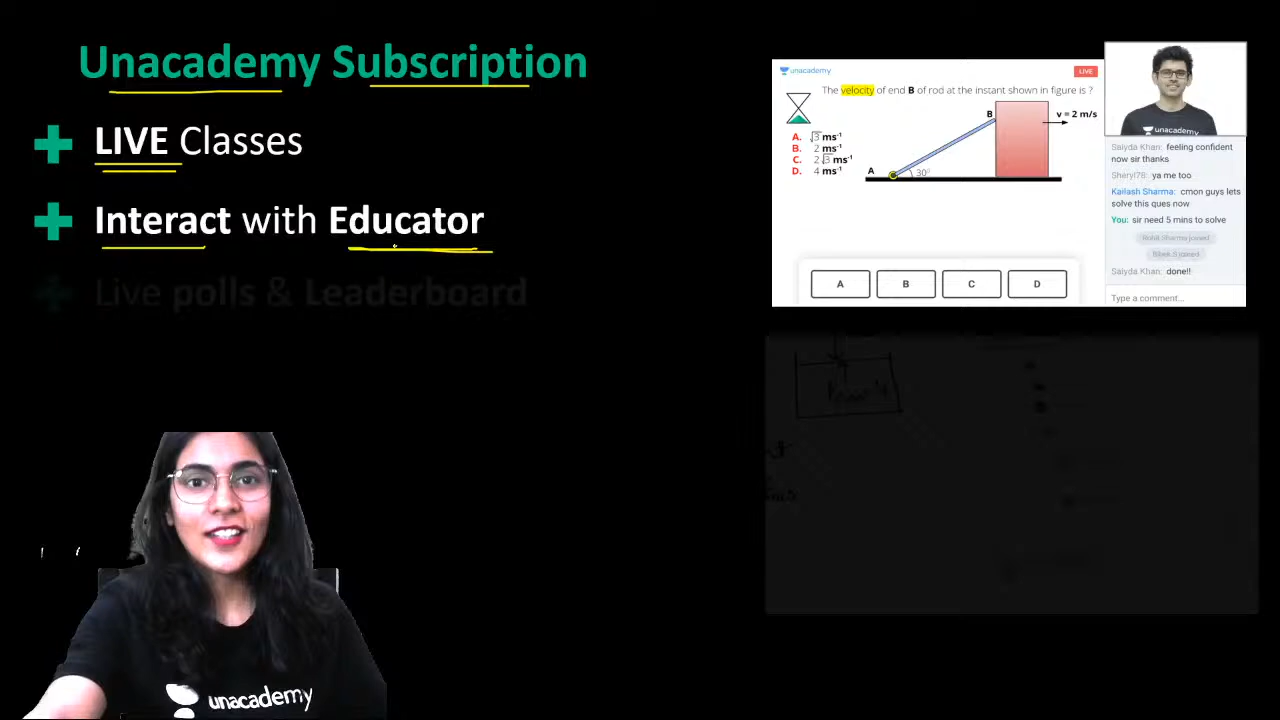 Unacademy Subscription
LIVE Classes
Interact with Educator
Live polls & Leaderboard
unacademy
LIVE
The velocity of end B of rod at the instant shown in figure is ?
A. √3 ms-1
B. 2 ms-1
C. 2√3 ms-1
D. 4 ms-1
B
v = 2 m/s
A
30°
A
B
C
D
unacademy
Saiyda Khan: feeling confident
now sir thanks
Sheryl78: ya me too
Kailash Sharma: cmon guys lets
solve this ques now
You: sir need 5 mins to solve
Rohit Sharma joined
Saiyda Khan: done!!
Type a comment...
unacademy